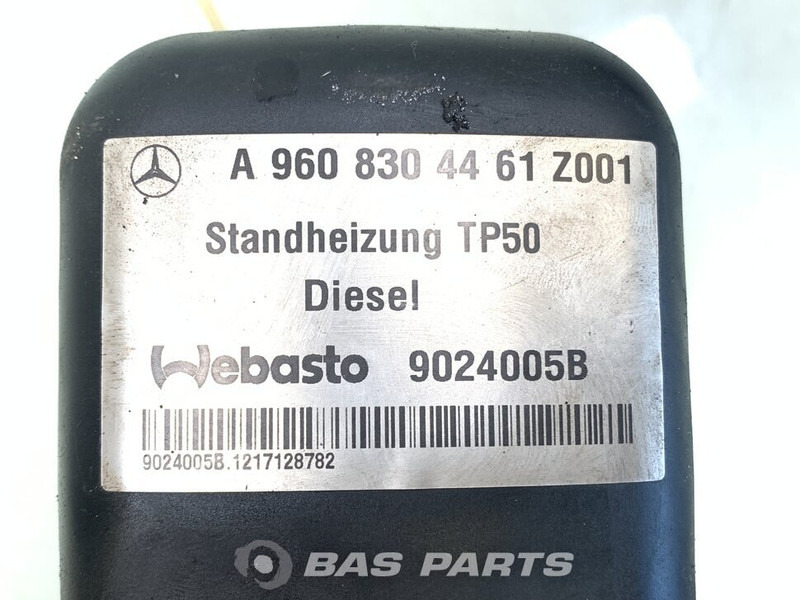 A 960 830 44 61 Z001
Standheizung TP50
Diesel
Webasto 9024005B
9024005B.1217128782
BAS PARTS